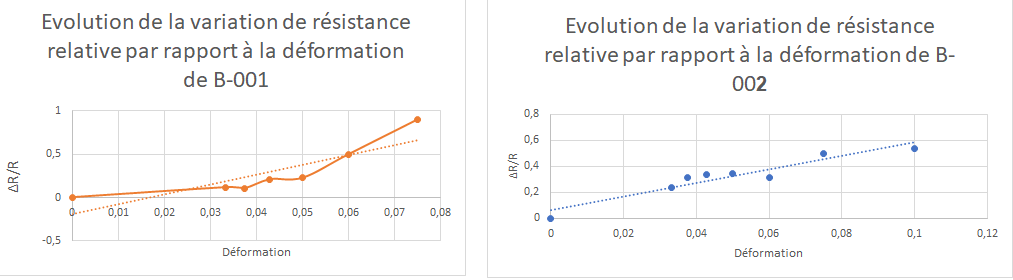 Evolution de la variation de résistance
relative par rapport à la déformation
de B-001
1
0,5
0
-0,5
0
0,01
0,02
0,03
0,04
0,05
0,06
0,07
0,08
ΔR/R
Déformation
Evolution de la variation de résistance
relative par rapport à la déformation de B-
002
0,8
0,6
0,4
0,2
0
0
0,02
0,04
0,06
0,08
0,1
0,12
ΔR/R
Déformation